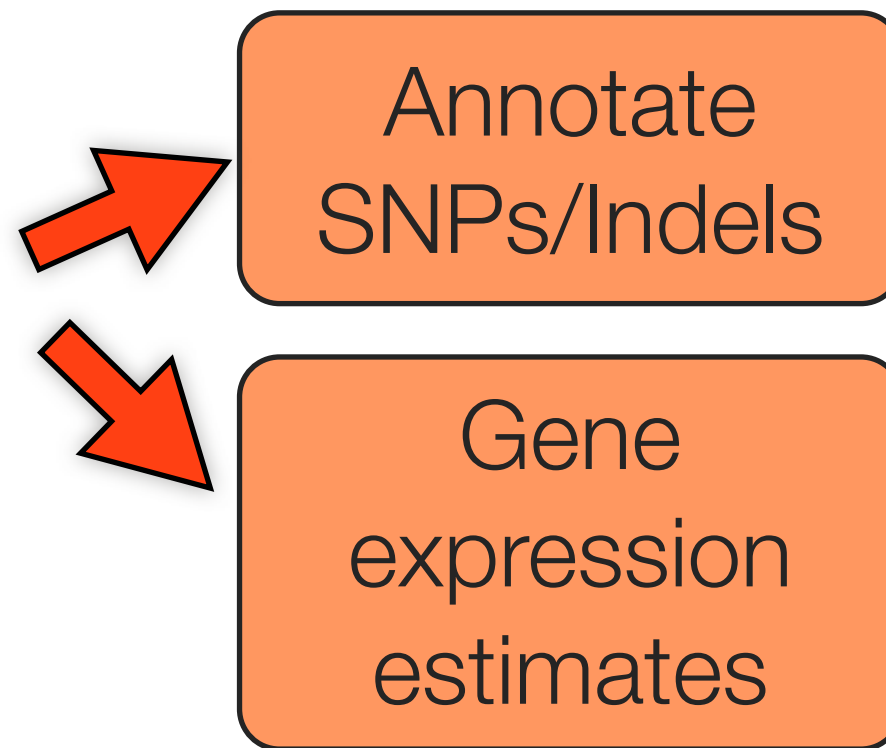 Annotate
SNPs/Indels
Gene
expression
estimates